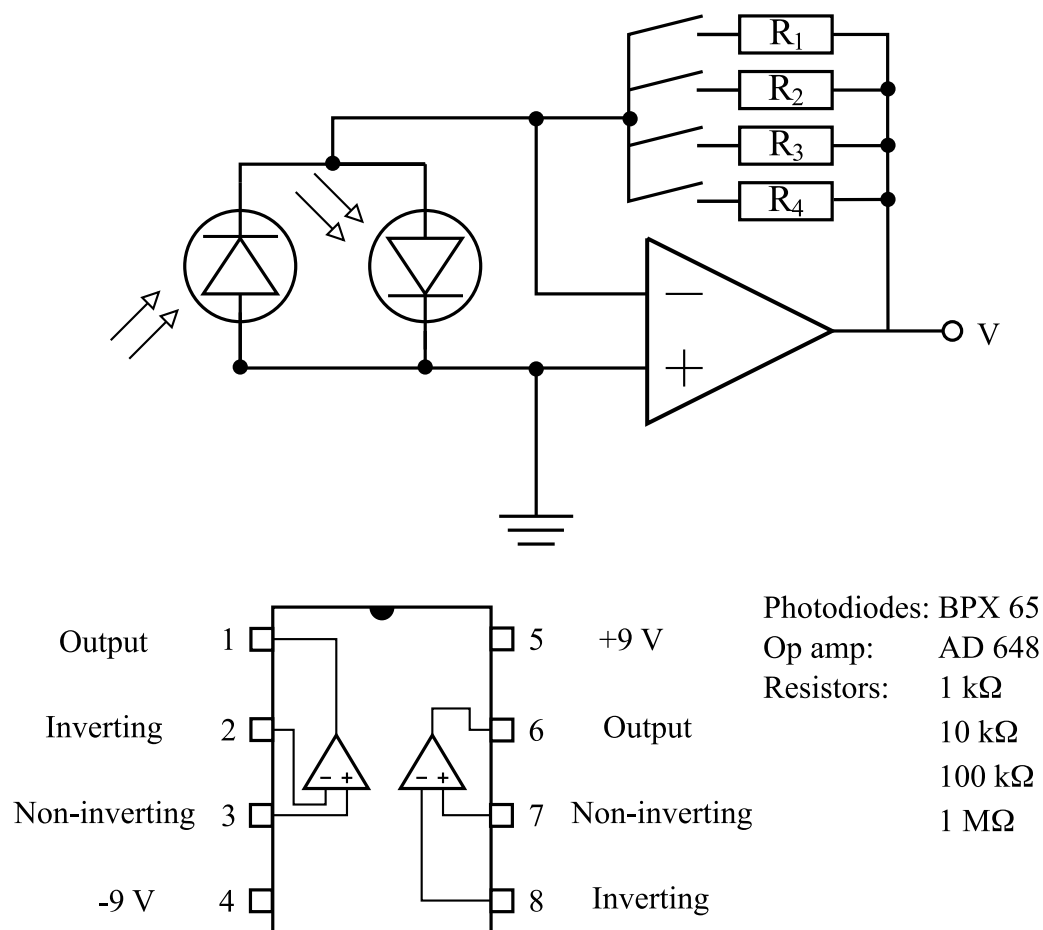 R1
R2
R3
R4
V
Output 1
Inverting 2
Non-inverting 3
-9 V 4
5 +9 V
6 Output
7 Non-inverting
8 Inverting
Photodiodes: BPX 65
Op amp: AD 648
Resistors: 1 kΩ
10 kΩ
100 kΩ
1 MΩ